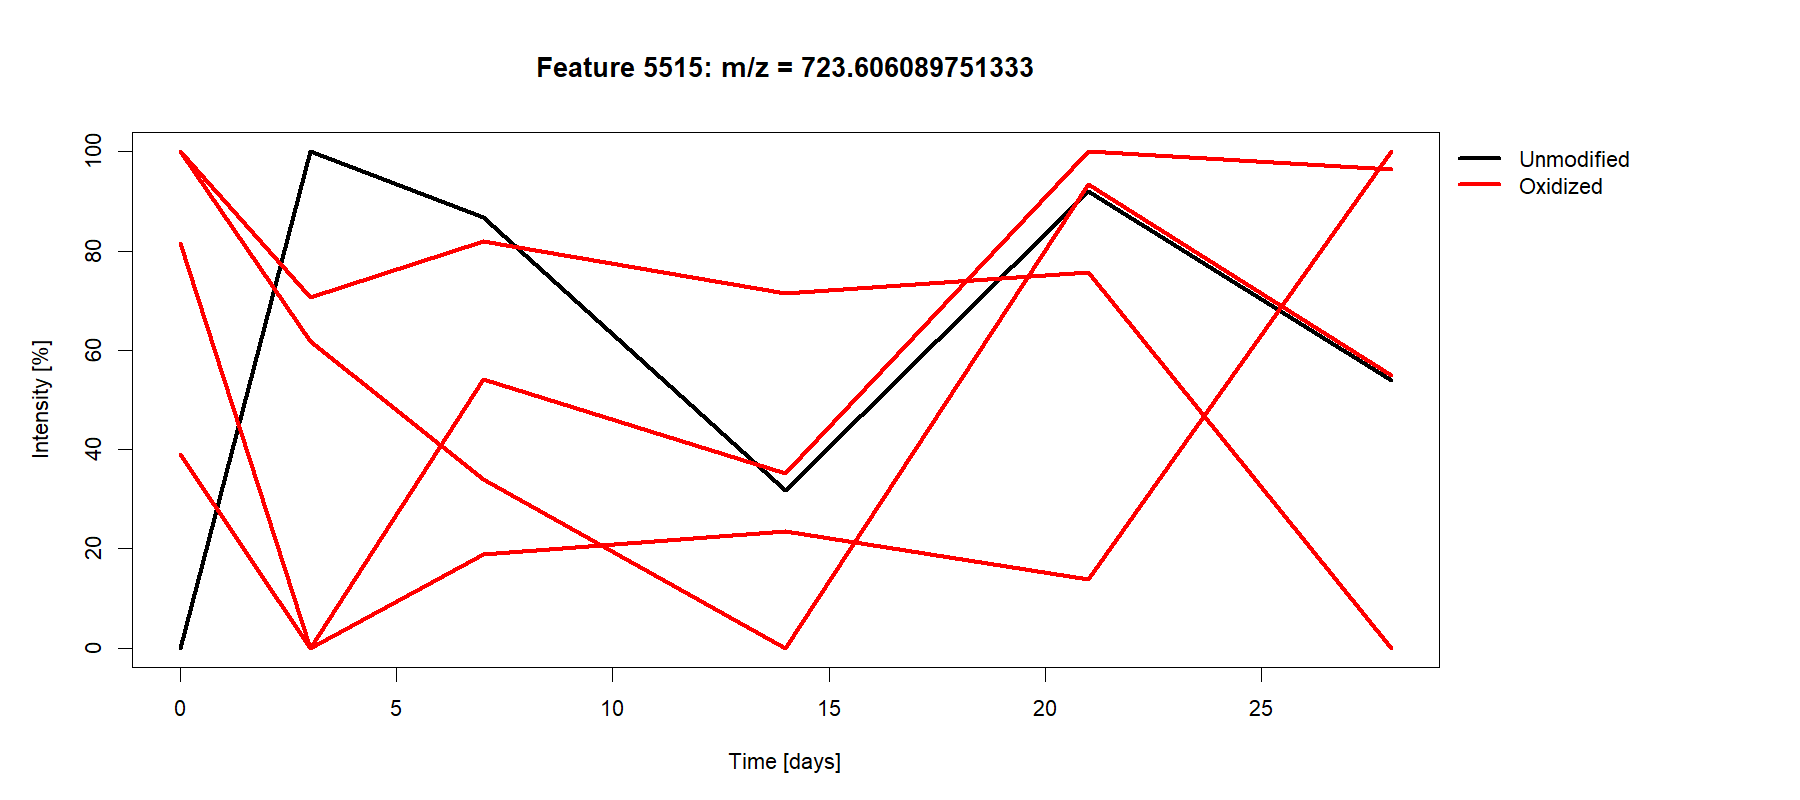 Feature 5515: m/z = 723.606089751333
Unmodified
Oxidized
Intensity [%]
100
80
60
40
20
0
0 5 10 15 20 25
Time [days]